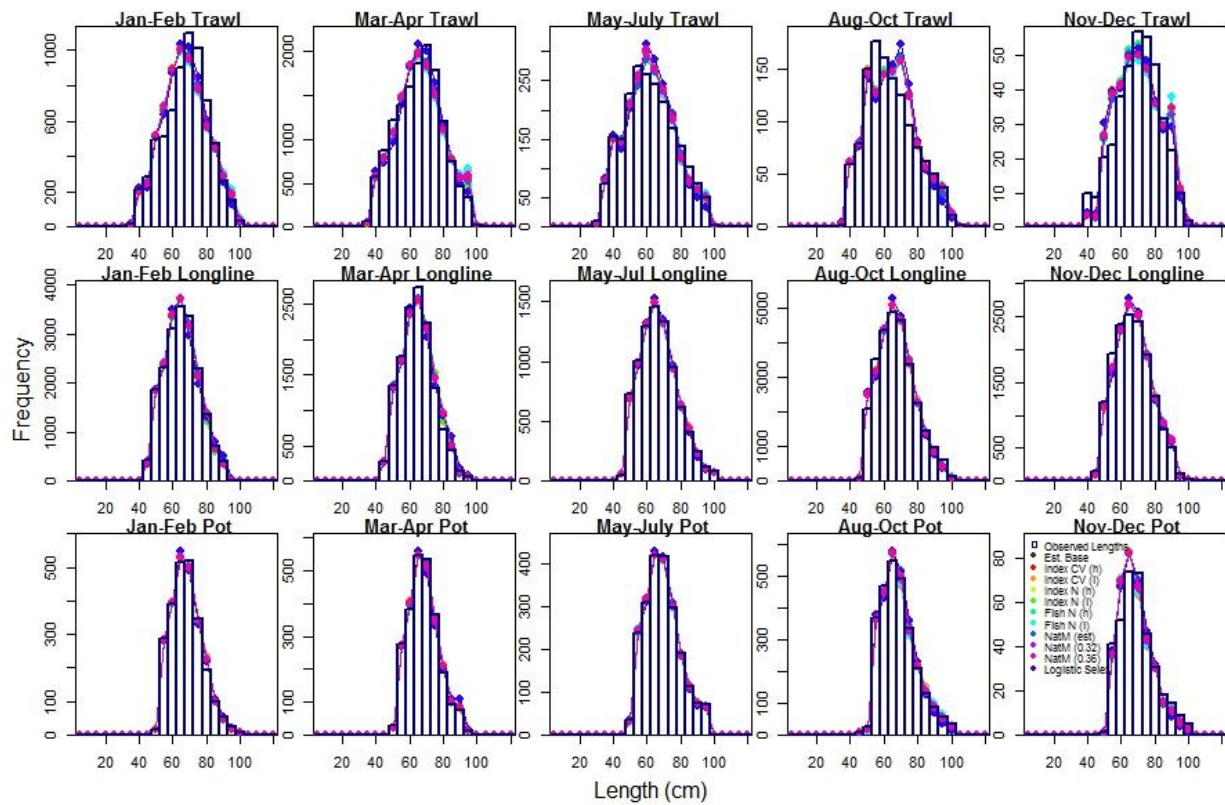 Jan-Feb Trawl Mar-Apr Trawl May-July Trawl Aug-Oct Trawl Nov-Dec Trawl
0 200 400 600 800 1000
0 500 1000 1500 2000
0 50 150 250
0 50 100 150
0 10 20 30 40 50
20 40 60 80 100 20 40 60 80 100 20 40 60 80 100 20 40 60 80 100 20 40 60 80 100
Jan-Feb Longline Mar-Apr Longline May-Jul Longline Aug-Oct Longline Nov-Dec Longline
Frequency
0 1000 2000 3000 4000
0 500 1500 2500
0 500 1000 1500
0 1000 3000 5000
0 500 1500 2500
20 40 60 80 100 20 40 60 80 100 20 40 60 80 100 20 40 60 80 100 20 40 60 80 100
Jan-Feb Pot Mar-Apr Pot May-July Pot Aug-Oct Pot Nov-Dec Pot
0 100 300 500
0 100 300 500
0 100 200 300 400
0 100 300 500
0 20 40 60 80
Observed Lengths
Est. Base
Index CV (h)
Index CV (l)
Index N (h)
Index N (l)
Fish N (h)
Fish N (l)
NatM (est)
NatM (0.32)
NatM (0.36)
Logistic Selex
20 40 60 80 100 20 40 60 80 100 20 40 60 80 100 20 40 60 80 100 20 40 60 80 100
Length (cm)